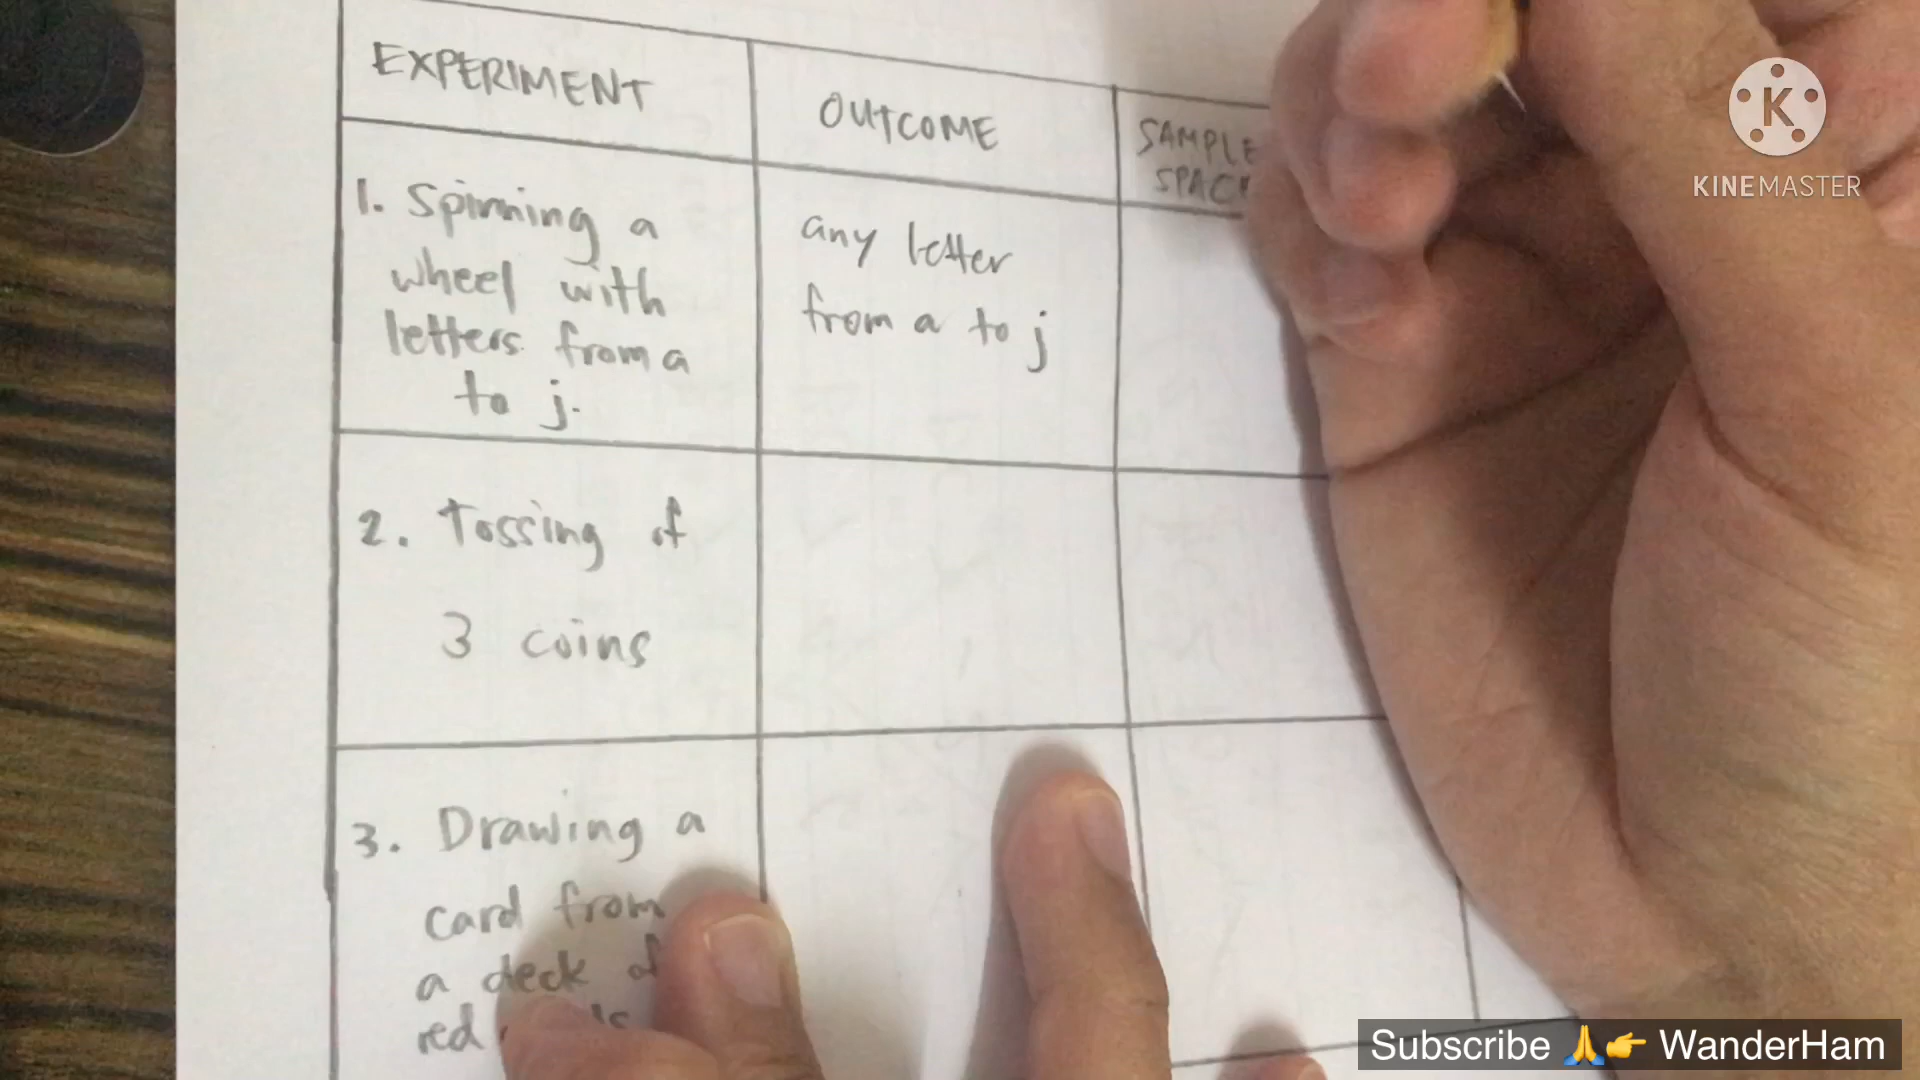 EXPERIMENT
OUTCOME
SAMPLE
1. Spinning a
wheel with
letters from a
to j.
any letter
from a to j
2. Tossing of
3 coins
3. Drawing a
card from
a deck of
red
KINEMASTER
Subscribe 🙏👉 WanderHam